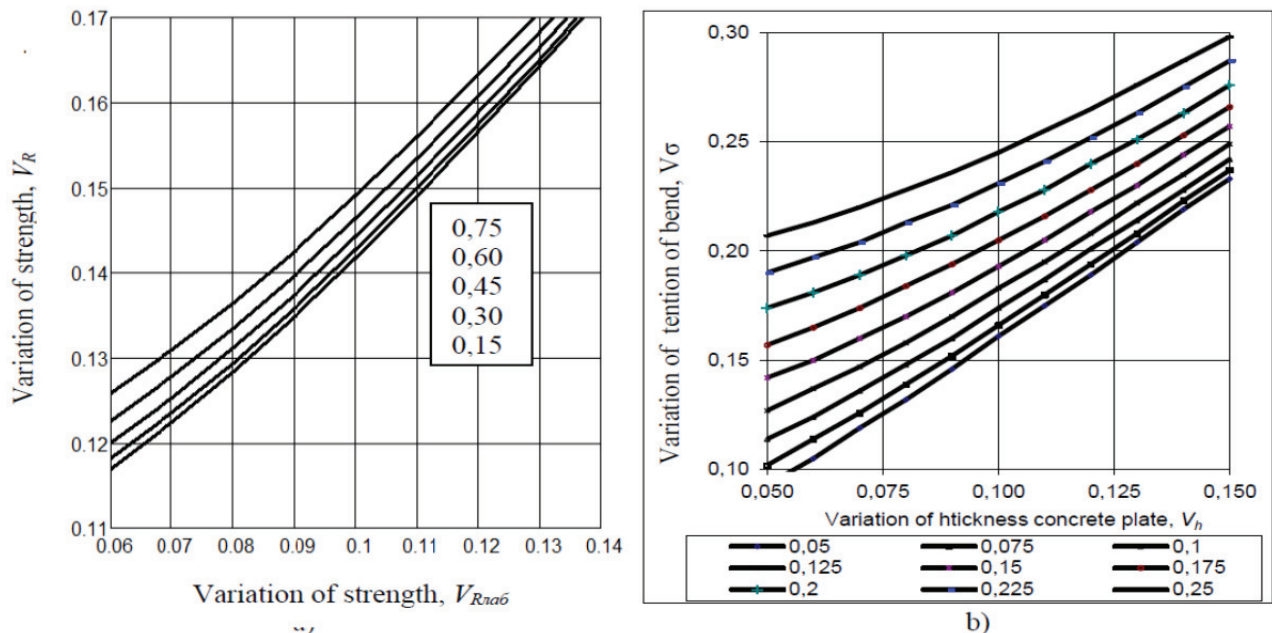 Variation of strength, V_R
0.17
0.16
0.15
0.14
0.13
0.12
0.11
0.06 0.07 0.08 0.09 0.1 0.11 0.12 0.13 0.14
0,75
0,60
0,45
0,30
0,15
Variation of strength, V_Rлаб
Variation of tention of bend, Vσ
0,30
0,25
0,20
0,15
0,10
0,050 0,075 0,100 0,125 0,150
Variation of htickness concrete plate, V_h
0,05 0,075 0,1
0,125 0,15 0,175
0,2 0,225 0,25
b)